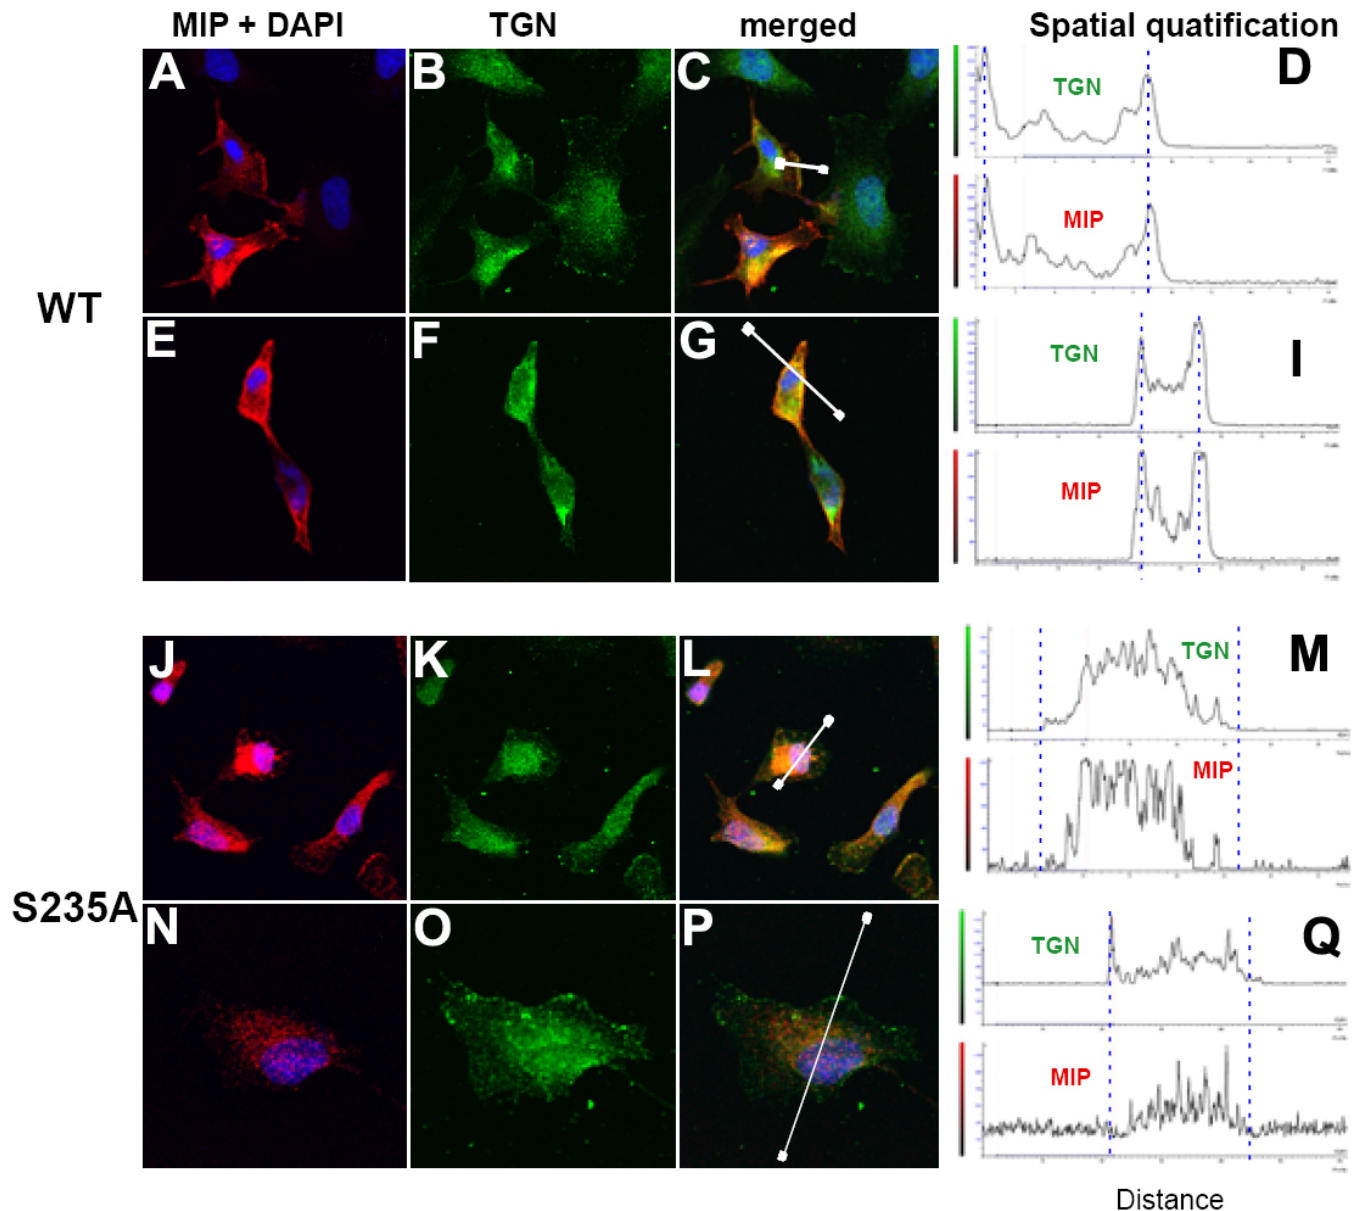 MIP + DAPI TGN merged Spatial quatification
A B C TGN D
MIP
WT
E F G TGN I
MIP
J K L TGN M
MIP
S235A
N O P TGN Q
MIP
Distance